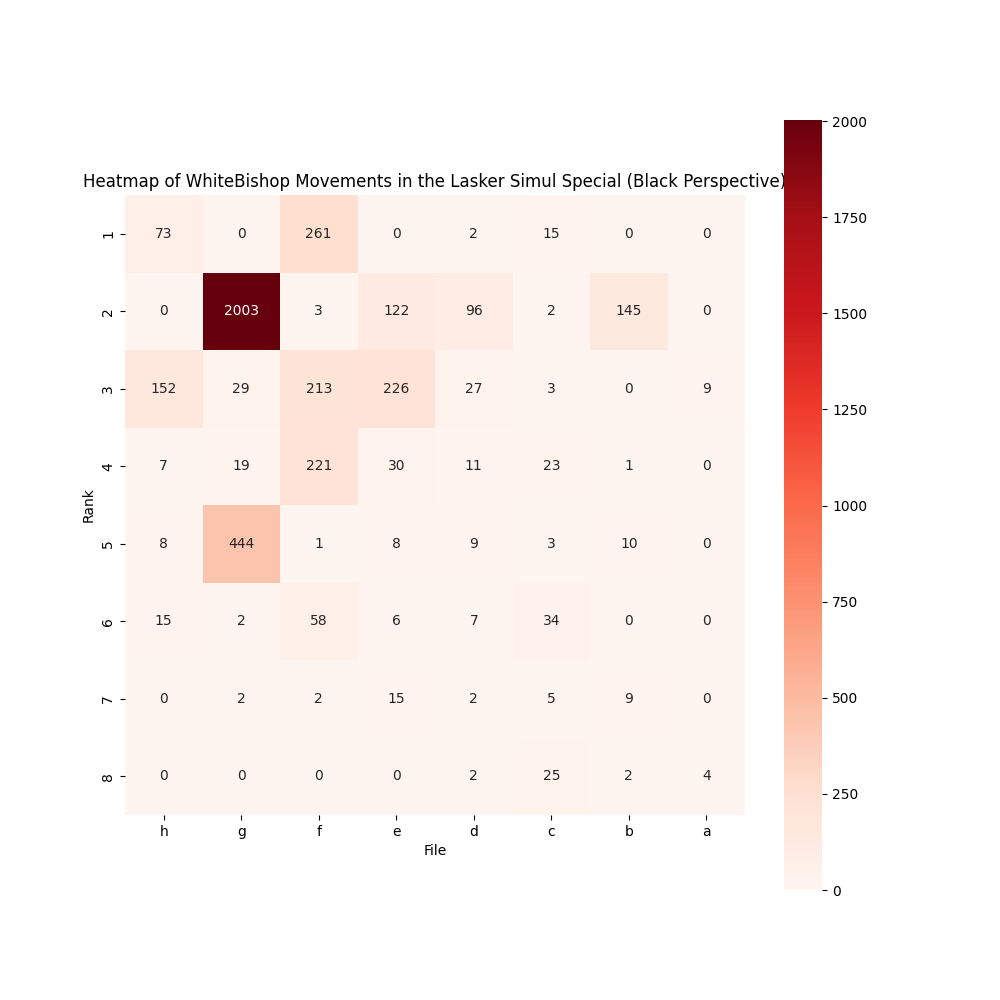 Heatmap of WhiteBishop Movements in the Lasker Simul Special (Black Perspective)
1 73 0 261 0 2 15 0 0
2 0 2003 3 122 96 2 145 0
3 152 29 213 226 27 3 0 9
4 7 19 221 30 11 23 1 0
5 8 444 1 8 9 3 10 0
6 15 2 58 6 7 34 0 0
7 0 2 2 15 2 5 9 0
8 0 0 0 0 2 25 2 4
h g f e d c b a
File
Rank
2000
1750
1500
1250
1000
750
500
250
0